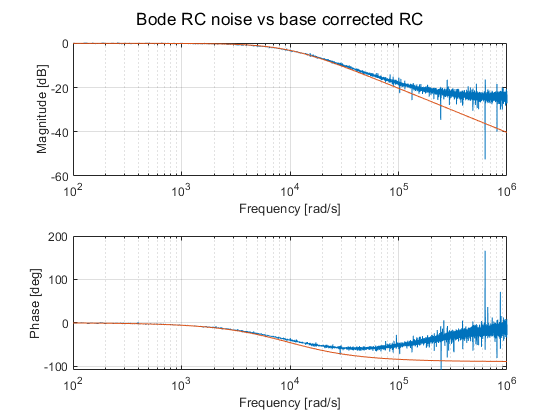 Bode RC noise vs base corrected RC
0
-20
-40
-60
Magnitude [dB]
10^2 10^3 10^4 10^5 10^6
Frequency [rad/s]
200
100
0
-100
Phase [deg]
10^2 10^3 10^4 10^5 10^6
Frequency [rad/s]